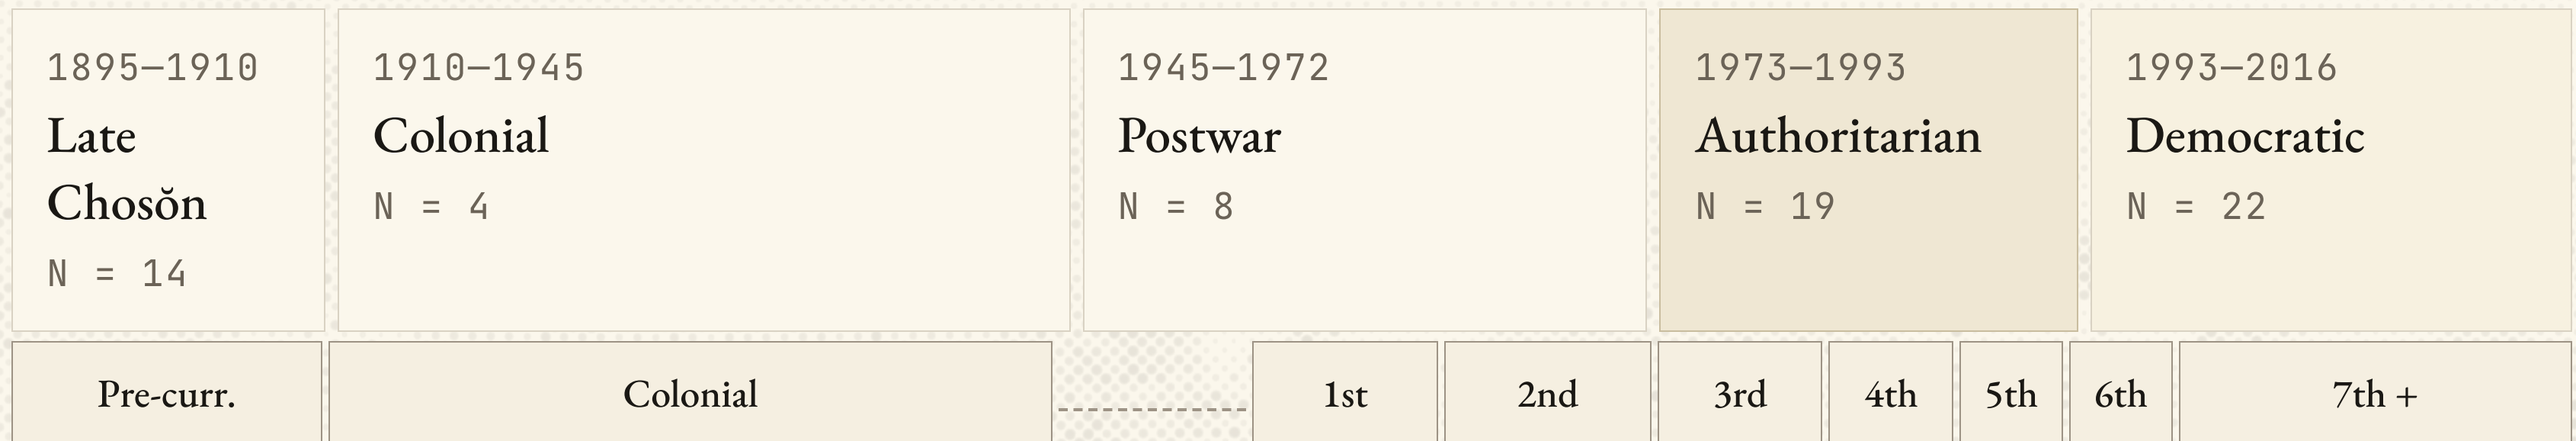 1895—1910
Late
Chosŏn
N = 14
1910—1945
Colonial
N = 4
1945—1972
Postwar
N = 8
1973—1993
Authoritarian
N = 19
1993—2016
Democratic
N = 22
Pre-curr.
Colonial
1st
2nd
3rd
4th
5th
6th
7th +